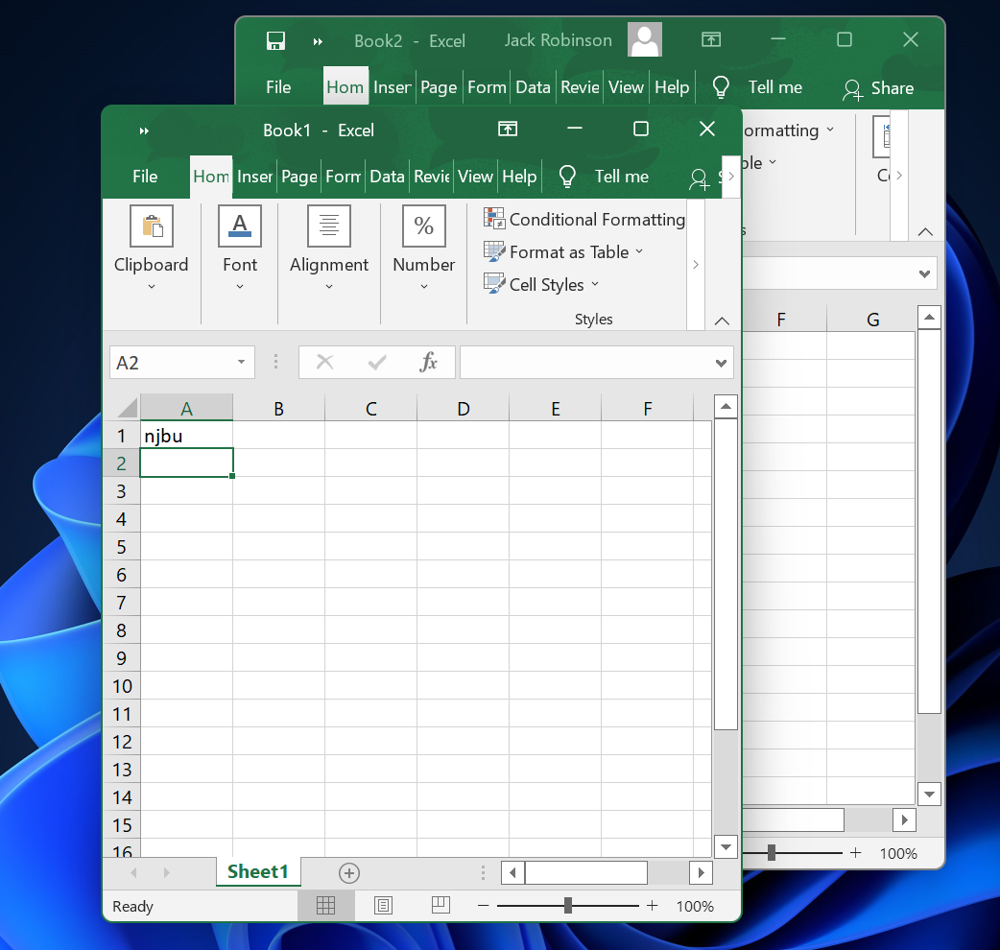 Book2 - Excel Jack Robinson
File Hom Inser Page Form Data Revie View Help Tell me Share
Book1 - Excel
File Hom Inser Page Form Data Revie View Help Tell me
ormatting
ble
Clipboard Font Alignment Number
Conditional Formatting
Format as Table
Cell Styles
Styles
A2 fx
F G
A B C D E F
1 njbu
2
3
4
5
6
7
8
9
10
11
12
13
14
15
16
Sheet1
100%
Ready 100%